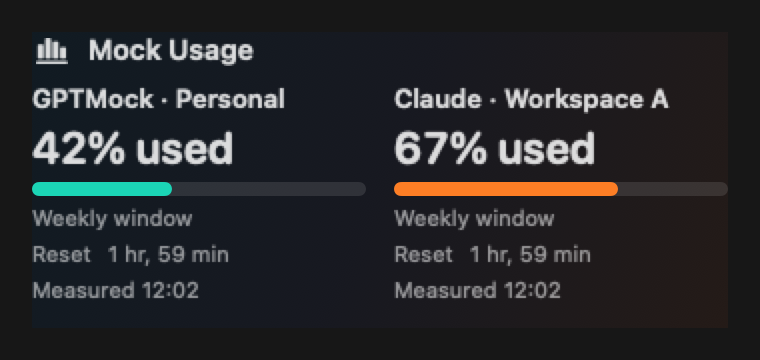 Mock Usage
GPTMock · Personal
42% used
Weekly window
Reset 1 hr, 59 min
Measured 12:02
Claude · Workspace A
67% used
Weekly window
Reset 1 hr, 59 min
Measured 12:02